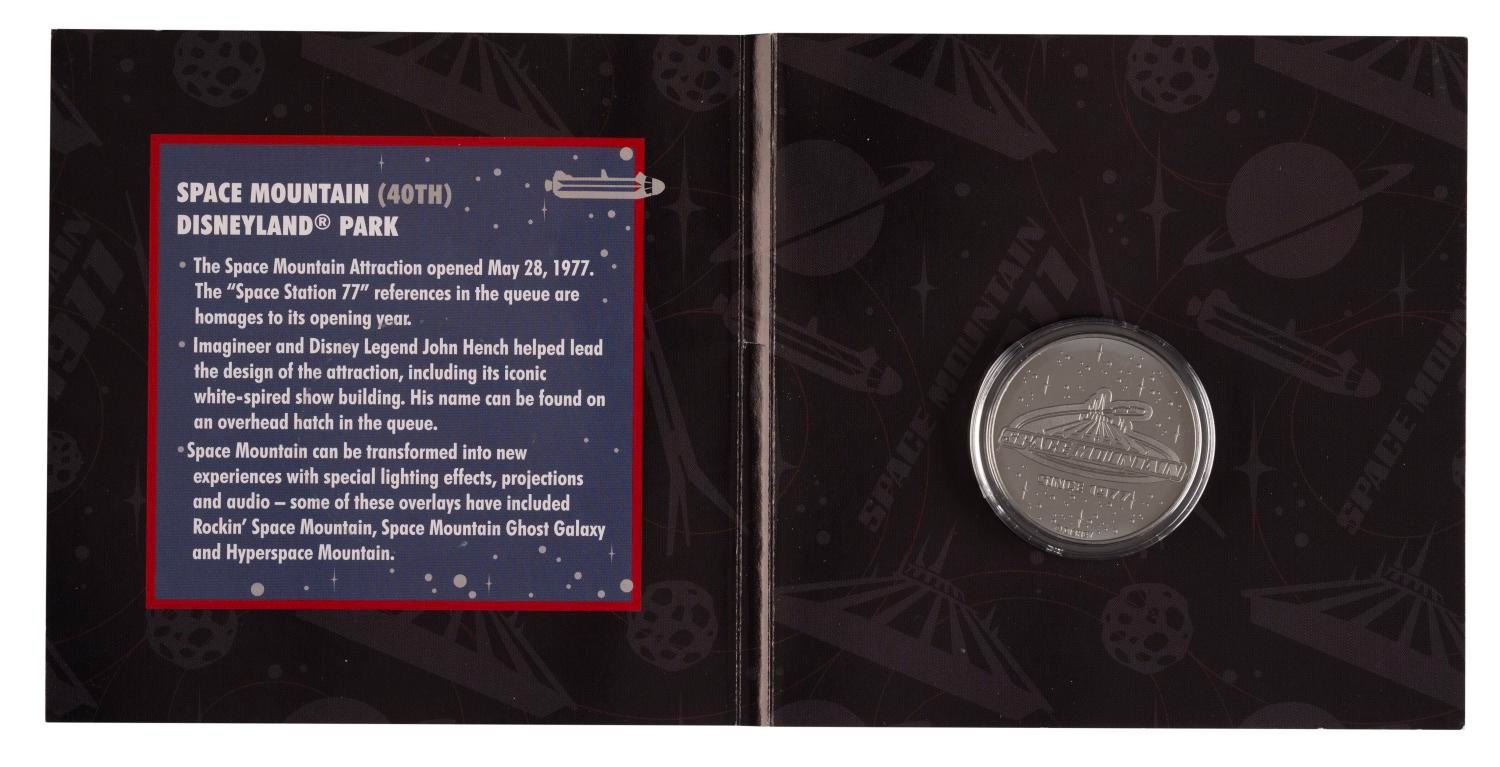 SPACE MOUNTAIN (40TH)
DISNEYLAND® PARK
• The Space Mountain Attraction opened May 28, 1977.
The “Space Station 77” references in the queue are
homages to its opening year.
• Imagineer and Disney Legend John Hench helped lead
the design of the attraction, including its iconic
white-spired show building. His name can be found on
an overhead hatch in the queue.
• Space Mountain can be transformed into new
experiences with special lighting effects, projections
and audio – some of these overlays have included
Rockin’ Space Mountain, Space Mountain Ghost Galaxy
and Hyperspace Mountain.
1977
SPACE MOUNTAIN
77
SPACE MOUNTAIN
SINCE 1977
SPACE MOUN